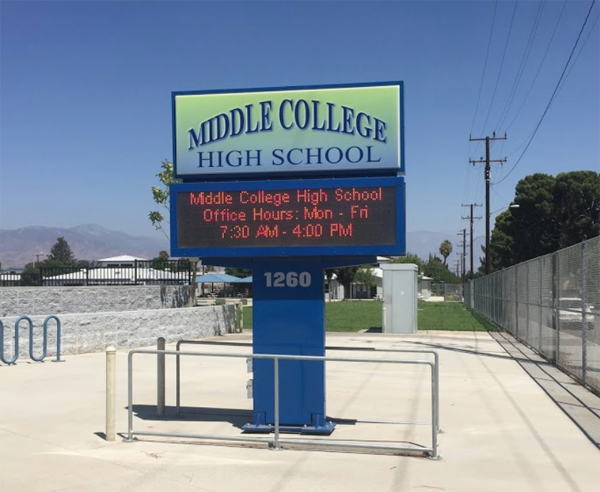 MIDDLE COLLEGE
HIGH SCHOOL
Middle College High School
Office Hours: Mon - Fri
7:30 AM - 4:00 PM
1260